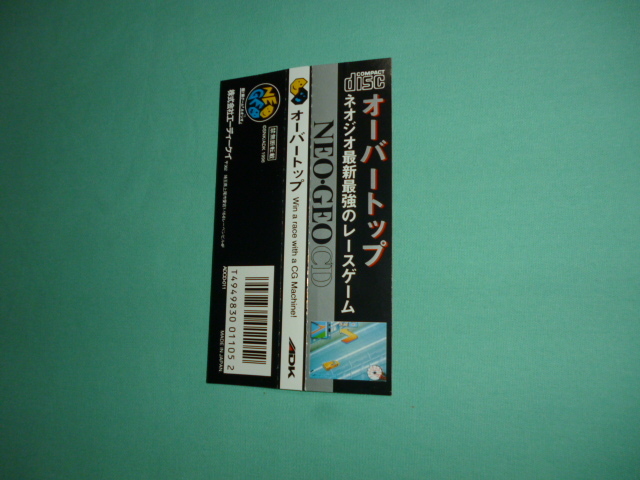 COMPACT
disc
オーバートップ
ネオジオ最新最強のレースゲーム
NEO・GEO CD
オーバートップ
Win a race with a CG Machine!
ADK
NEO
GEO
株式会社エーディーケイ
T4949830 01105 2
MADE IN JAPAN